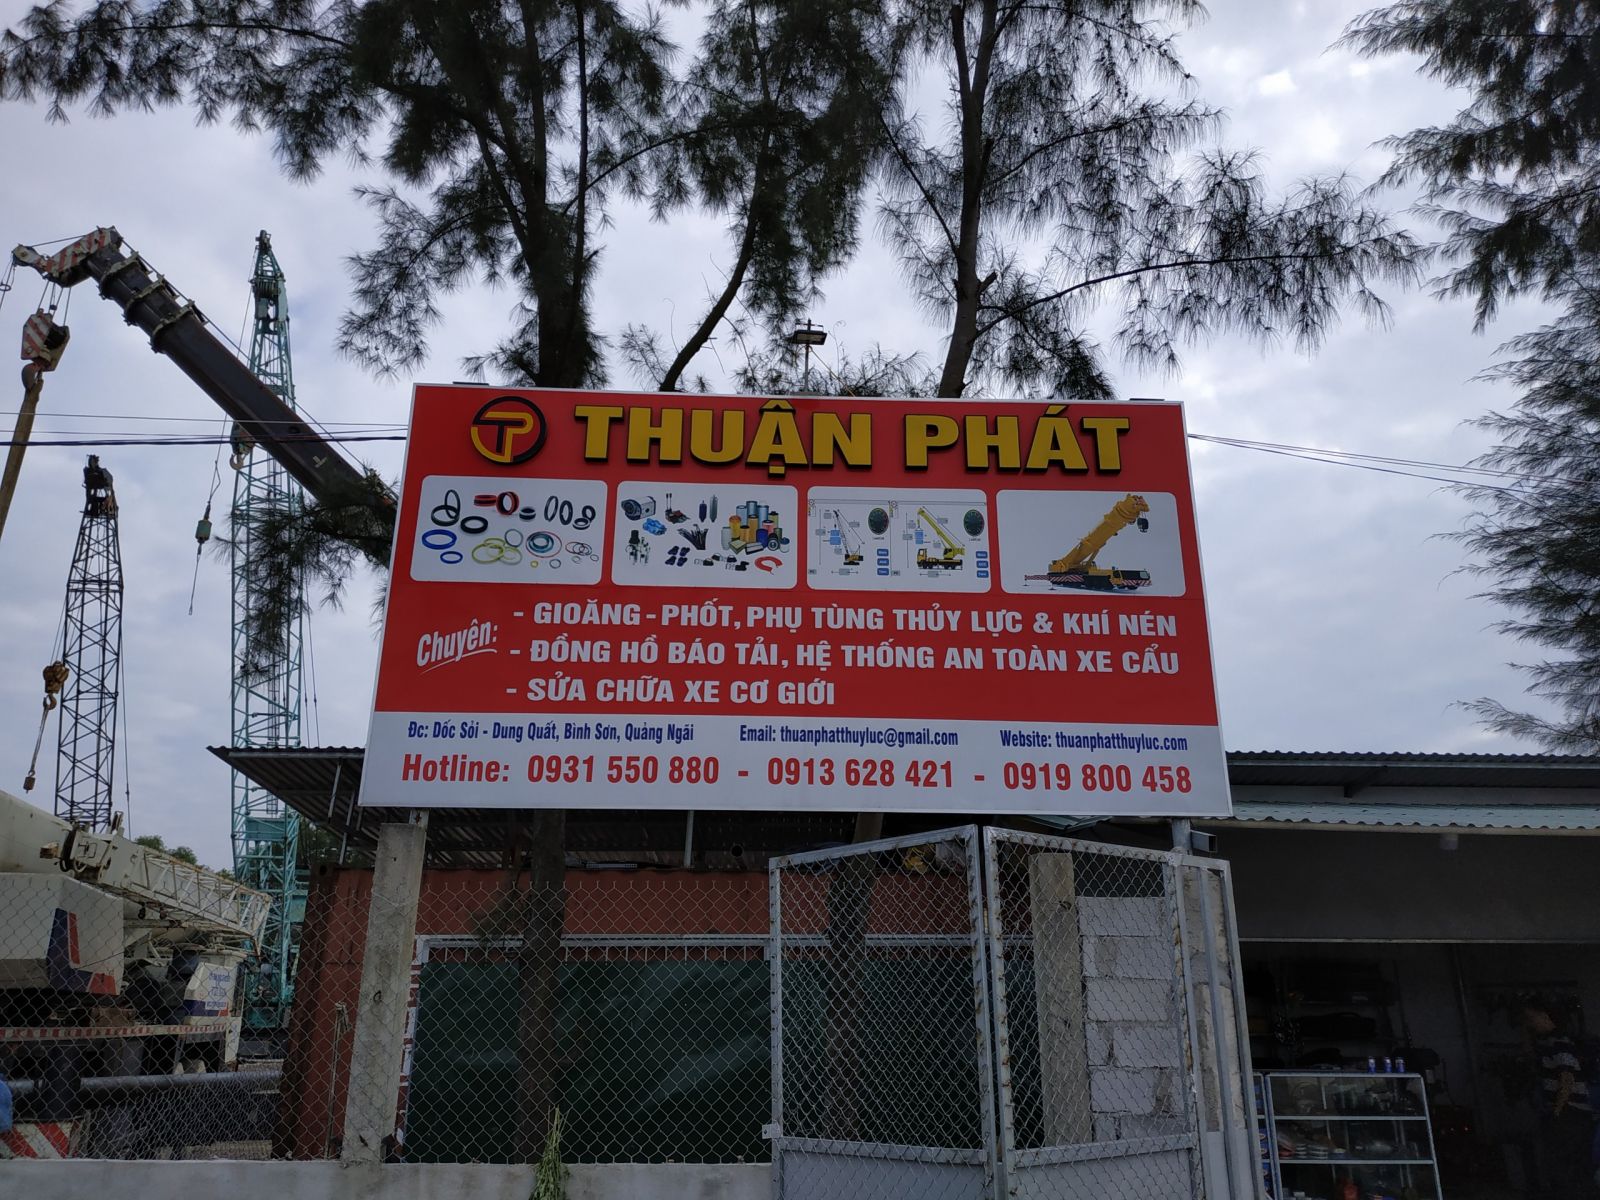 TP THUẬN PHÁT
Chuyên:
- GIOĂNG - PHỐT, PHỤ TÙNG THỦY LỰC & KHÍ NÉN
- ĐỒNG HỒ BÁO TẢI, HỆ THỐNG AN TOÀN XE CẨU
- SỬA CHỮA XE CƠ GIỚI
Đc: Dốc Sỏi - Dung Quất, Bình Sơn, Quảng Ngãi Email: thuanphatthuyluc@gmail.com Website: thuanphatthuyluc.com
Hotline: 0931 550 880 - 0913 628 421 - 0919 800 458